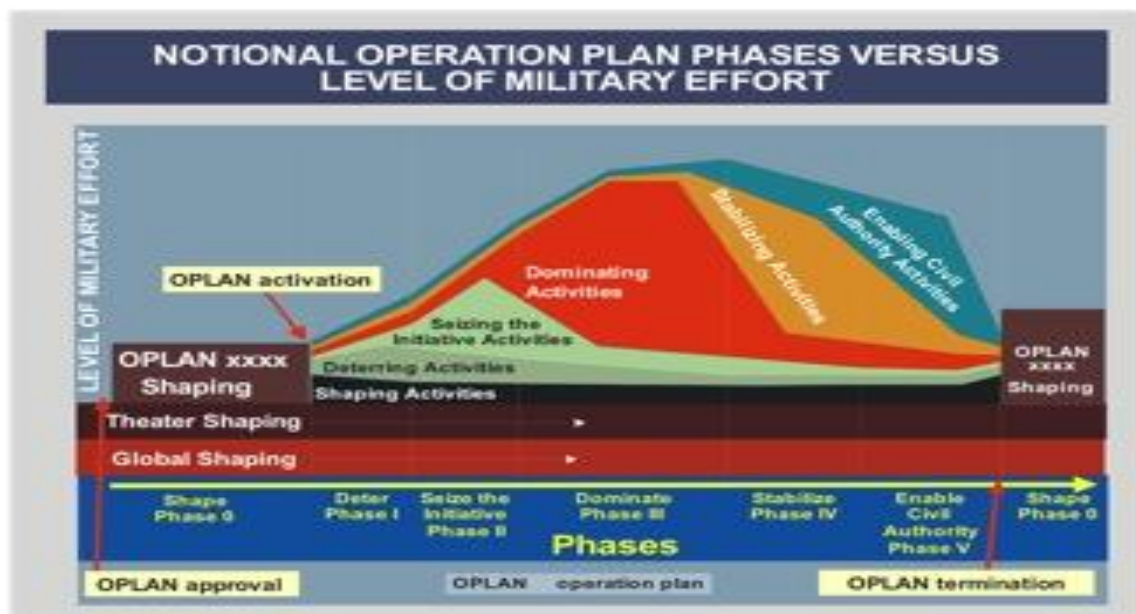 NOTIONAL OPERATION PLAN PHASES VERSUS
LEVEL OF MILITARY EFFORT
LEVEL OF MILITARY EFFORT
OPLAN activation
Dominating
Activities
Stabilizing Activities
Enabling Civil
Authority Activities
Seizing the
Initiative Activities
Deterring Activities
Shaping Activities
OPLAN xxxx
Shaping
OPLAN
xxxx
Shaping
Theater Shaping
Global Shaping
Shape
Phase 0
Deter
Phase I
Seize the
Initiative
Phase II
Dominate
Phase III
Stabilize
Phase IV
Enable
Civil
Authority
Phase V
Shape
Phase 0
Phases
OPLAN approval
OPLAN operation plan
OPLAN termination